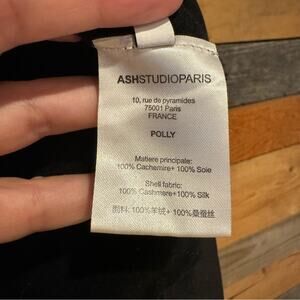 ASHSTUDIOPARIS
10, rue de pyramides
75001 Paris
FRANCE
POLLY
Matiere principale:
100% Cachemire+ 100% Soie
Shell fabric:
100% Cashmere+100% Silk
面料: 100%羊绒+ 100%桑蚕丝